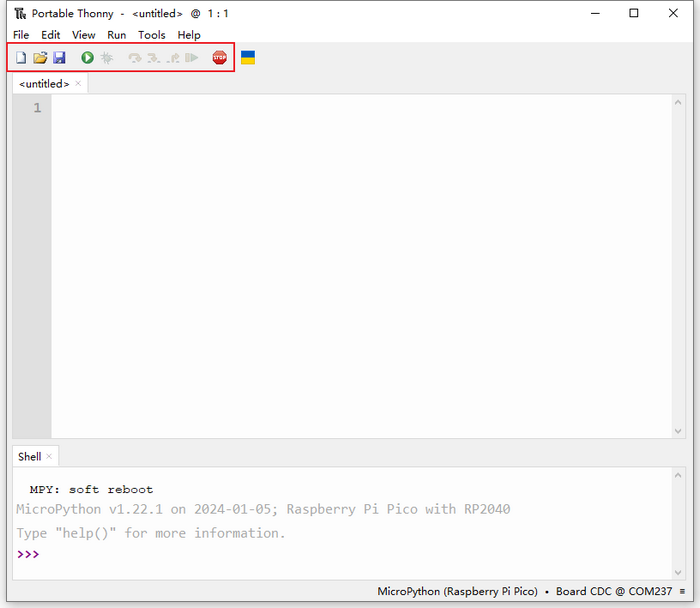 Portable Thonny - <untitled> @ 1 : 1
File Edit View Run Tools Help
STOP
<untitled> ×
1
Shell ×
MPY: soft reboot
MicroPython v1.22.1 on 2024-01-05; Raspberry Pi Pico with RP2040
Type "help()" for more information.
>>>
MicroPython (Raspberry Pi Pico) • Board CDC @ COM237 ≡